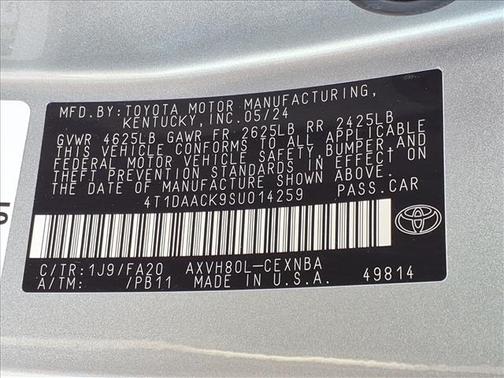 MFD.BY:TOYOTA MOTOR MANUFACTURING,
KENTUCKY, INC.05/24
GVWR 4625LB GAWR FR 2625LB RR 2425LB
THIS VEHICLE CONFORMS TO ALL APPLICABLE
FEDERAL MOTOR VEHICLE SAFETY, BUMPER, AND
THEFT PREVENTION STANDARDS IN EFFECT ON
THE DATE OF MANUFACTURE SHOWN ABOVE.
4T1DAACK9SU014259 PASS.CAR
C/TR:1J9/FA20 AXVH80L-CEXNBA
A/TM: /PB11 MADE IN U.S.A. 49814